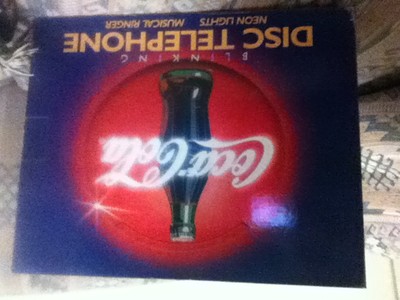 Coca-Cola
BLINKING
DISC TELEPHONE
NEON LIGHTS MUSICAL RINGER